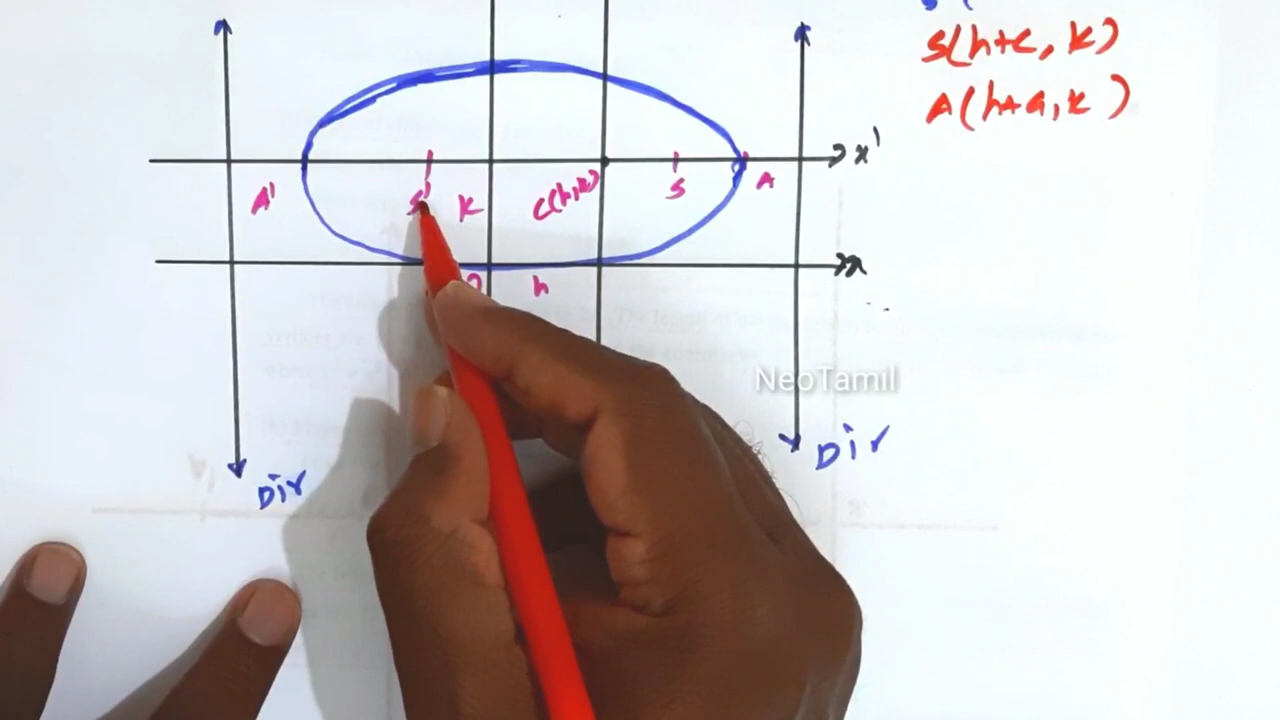 S(h+c, k)
A(h+a, k)
x'
A'
S'
k
C(h,k)
S
A
x
h
NeoTamil
Dir
Dir